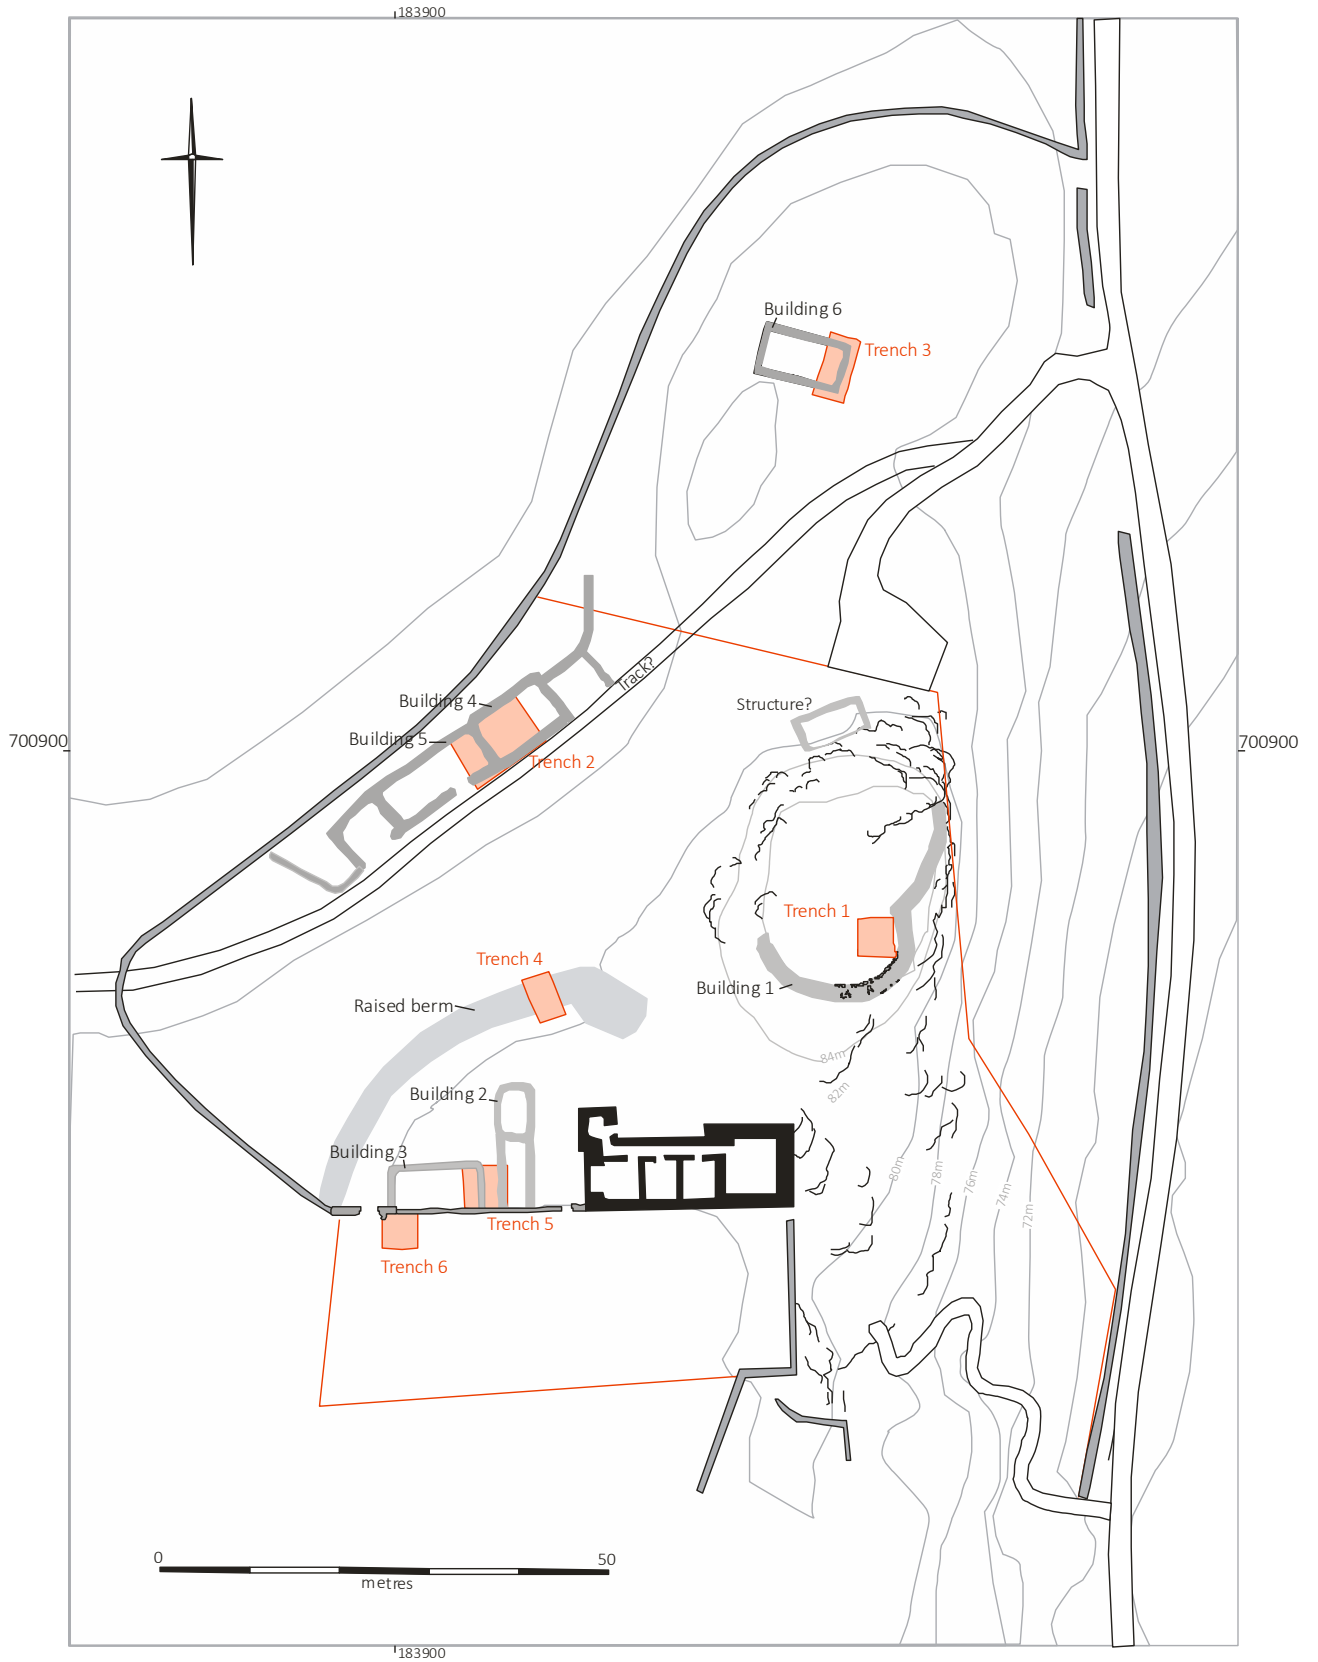 183900
Building 6
Trench 3
Track?
Building 4
Structure?
Building 5
700900
700900
Trench 2
Trench 1
Trench 4
Building 1
Raised berm
84m
82m
Building 2
Building 3
80m
78m
76m
74m
72m
Trench 5
Trench 6
0
50
metres
183900